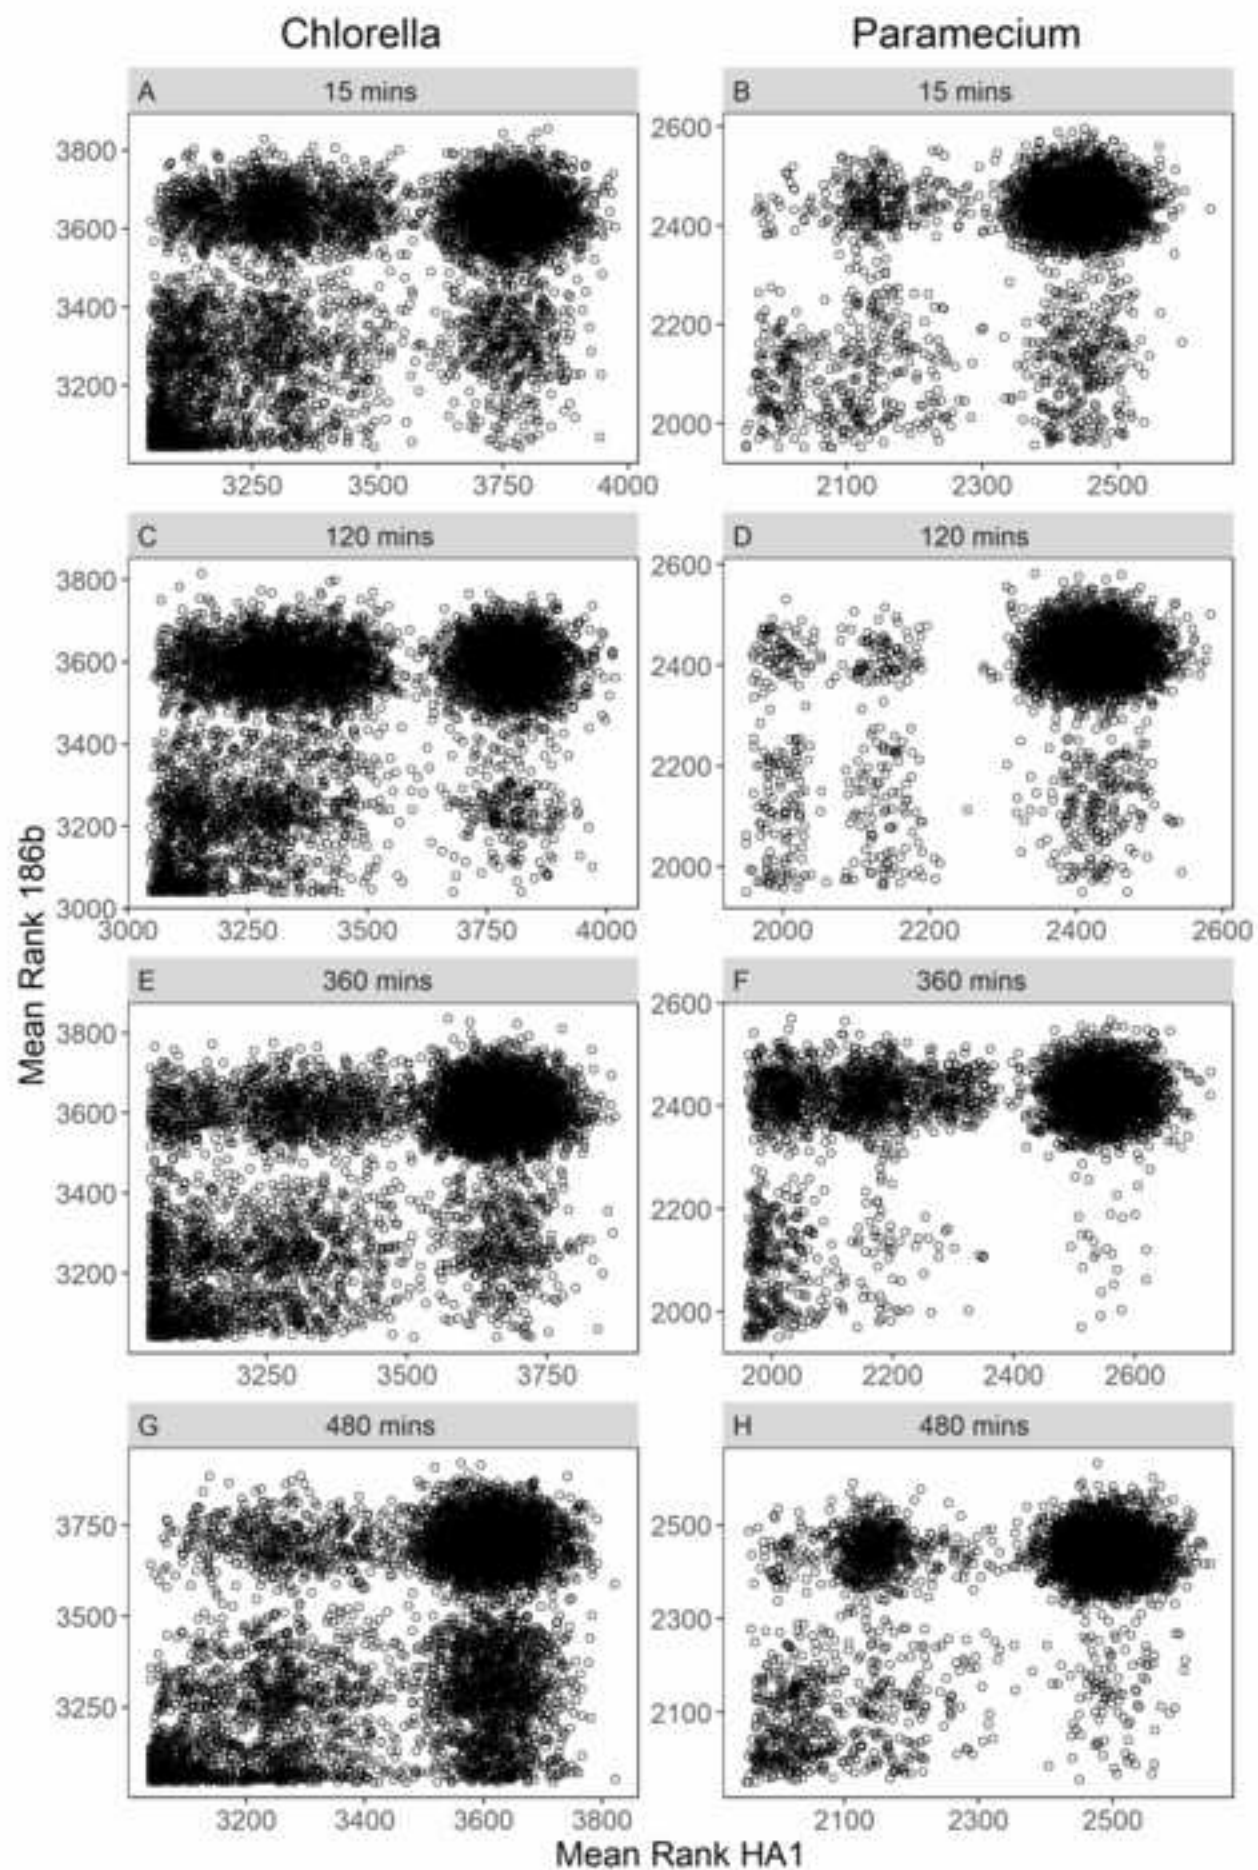 Chlorella Paramecium
A 15 mins B 15 mins
3800 2600
3600 2400
3400 2200
3200 2000
3250 3500 3750 4000 2100 2300 2500
C 120 mins D 120 mins
3800 2600
3600 2400
3400 2200
3200 2000
3000
3000 3250 3500 3750 4000 2000 2200 2400 2600
Mean Rank 186b
E 360 mins F 360 mins
3800 2600
3600 2400
3400 2200
3200 2000
3250 3500 3750 2000 2200 2400 2600
G 480 mins H 480 mins
3750 2500
3500 2300
3250 2100
3200 3400 3600 3800 2100 2300 2500
Mean Rank HA1